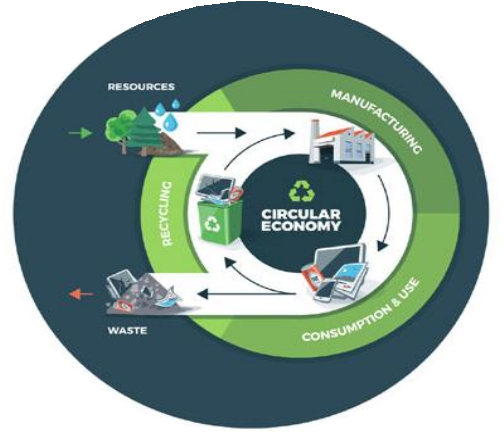 RESOURCES
MANUFACTURING
RECYCLING
CIRCULAR
ECONOMY
CONSUMPTION & USE
WASTE